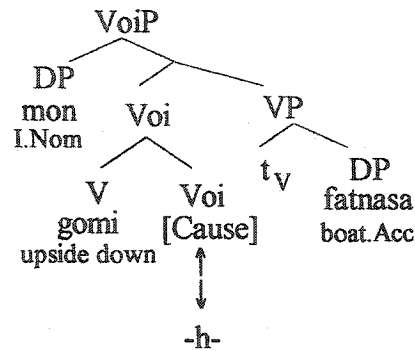 VoiP
DP
mon
I.Nom
Voi
VP
V
gomi
upside down
Voi
[Cause]
t_V
DP
fatnasa
boat.Acc
-h-